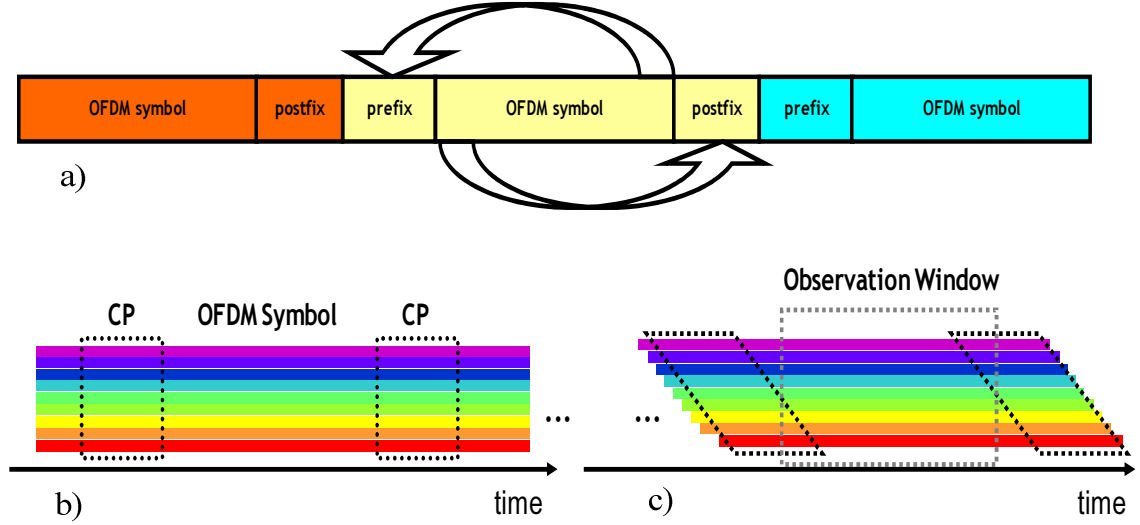 OFDM symbol postfix prefix OFDM symbol postfix prefix OFDM symbol
a)
Observation Window
CP OFDM Symbol CP
... ...
time time
b) c)